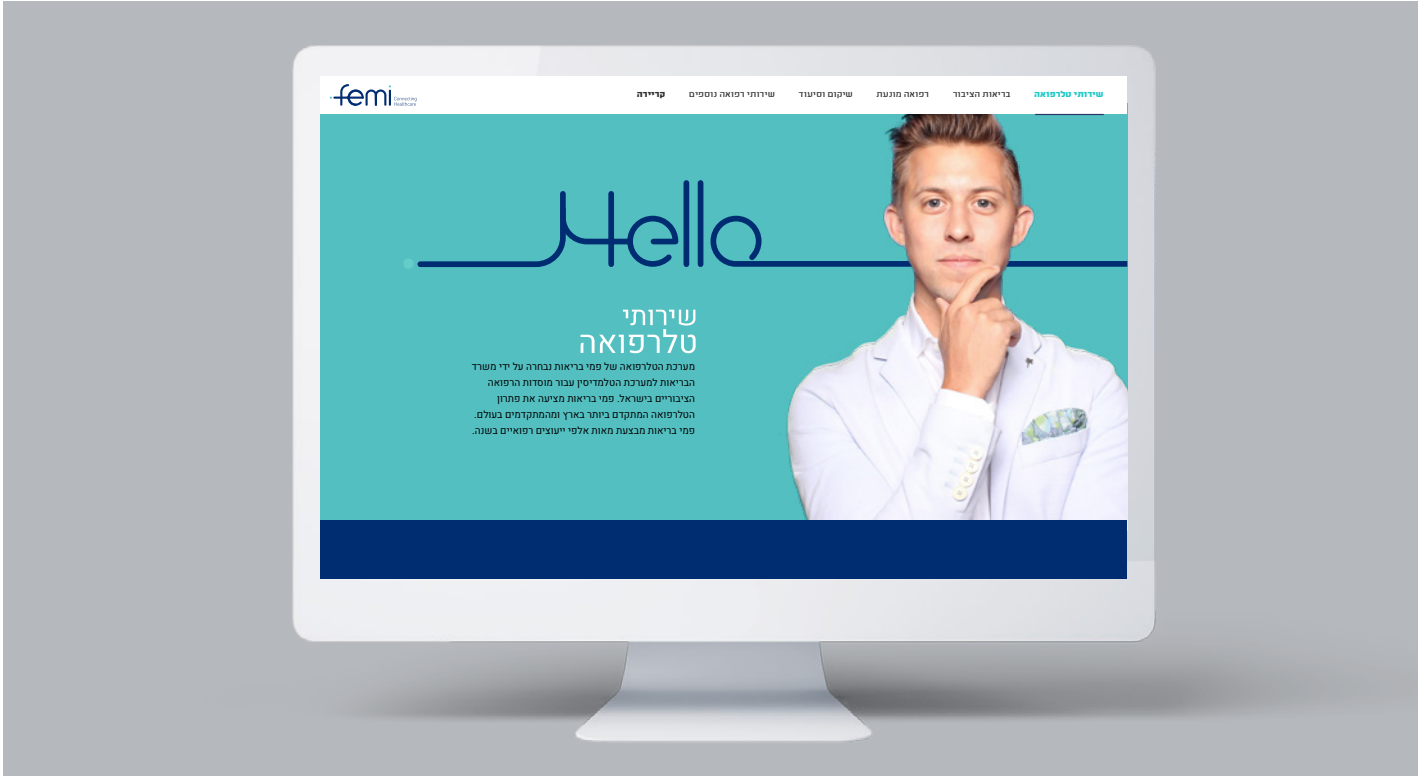 femi Connecting
Healthcare
שירותי טלרפואה בריאות הציבור רפואה מונעת שיקום וסיעוד שירותי רפואה נוספים קריירה
Hello
שירותי
טלרפואה
מערכת הטלרפואה של פמי בריאות נבחרה על ידי משרד
הבריאות למערכת הטלמדיסין עבור מוסדות הרפואה
הציבוריים בישראל. פמי בריאות מציעה את פתרון
הטלרפואה המתקדם ביותר בארץ ומהמתקדמים בעולם.
פמי בריאות מבצעת מאות אלפי ייעוצים רפואיים בשנה.